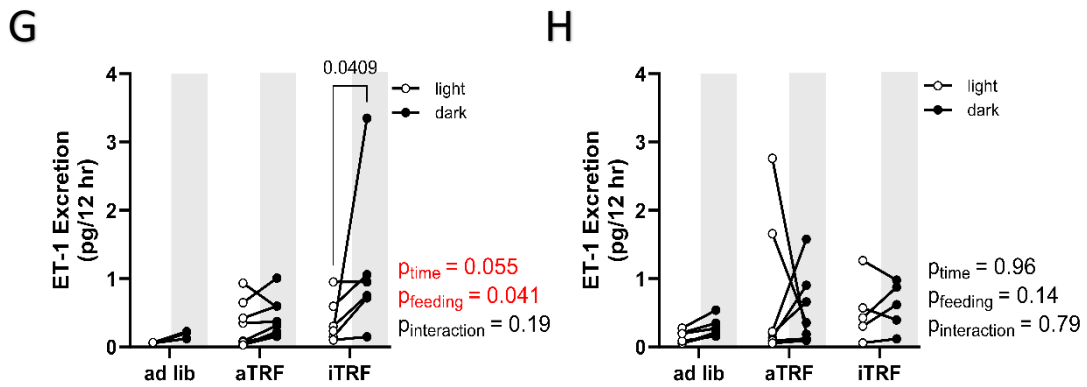 G
0.0409
light
dark
4
3
2
1
0
ET-1 Excretion
(pg/12 hr)
ad lib
aTRF
iTRF
p_time = 0.055
p_feeding = 0.041
p_interaction = 0.19
H
light
dark
4
3
2
1
0
ET-1 Excretion
(pg/12 hr)
ad lib
aTRF
iTRF
p_time = 0.96
p_feeding = 0.14
p_interaction = 0.79